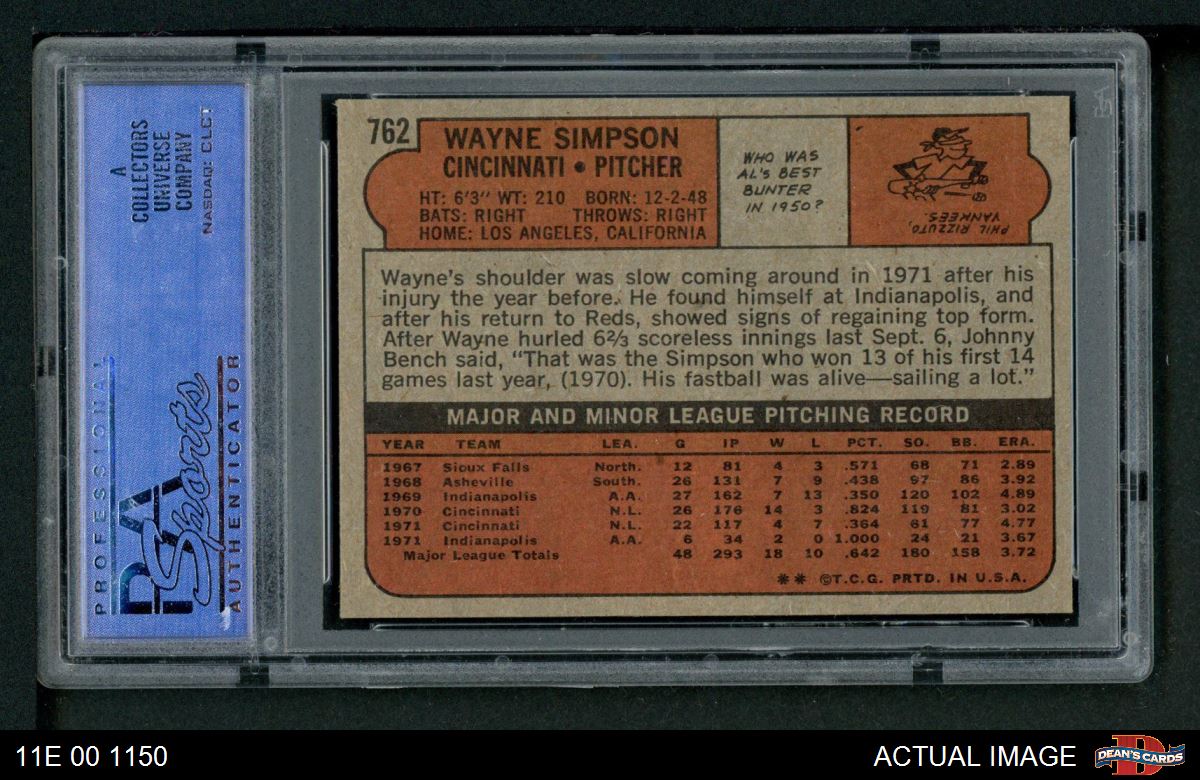 A
COLLECTORS
UNIVERSE
COMPANY
NASDAQ: CLCT
PROFESSIONAL
PSA
Sports
AUTHENTICATOR
762
WAYNE SIMPSON
CINCINNATI • PITCHER
HT: 6'3" WT: 210 BORN: 12-2-48
BATS: RIGHT THROWS: RIGHT
HOME: LOS ANGELES, CALIFORNIA
WHO WAS
AL'S BEST
BUNTER
IN 1950?
PHIL RIZZUTO,
YANKEES.
Wayne's shoulder was slow coming around in 1971 after his
injury the year before. He found himself at Indianapolis, and
after his return to Reds, showed signs of regaining top form.
After Wayne hurled 6⅔ scoreless innings last Sept. 6, Johnny
Bench said, "That was the Simpson who won 13 of his first 14
games last year, (1970). His fastball was alive—sailing a lot."
MAJOR AND MINOR LEAGUE PITCHING RECORD
YEAR TEAM LEA. G IP W L PCT. SO. BB. ERA.
1967 Sioux Falls North. 12 81 4 3 .571 68 71 2.89
1968 Asheville South. 26 131 7 9 .438 97 86 3.92
1969 Indianapolis A.A. 27 162 7 13 .350 120 102 4.89
1970 Cincinnati N.L. 26 176 14 3 .824 119 81 3.02
1971 Cincinnati N.L. 22 117 4 7 .364 61 77 4.77
1971 Indianapolis A.A. 6 34 2 0 1.000 24 21 3.67
Major League Totals 48 293 18 10 .642 180 158 3.72
** ©T.C.G. PRTD. IN U.S.A.
11E 00 1150
ACTUAL IMAGE
DEAN'S CARDS